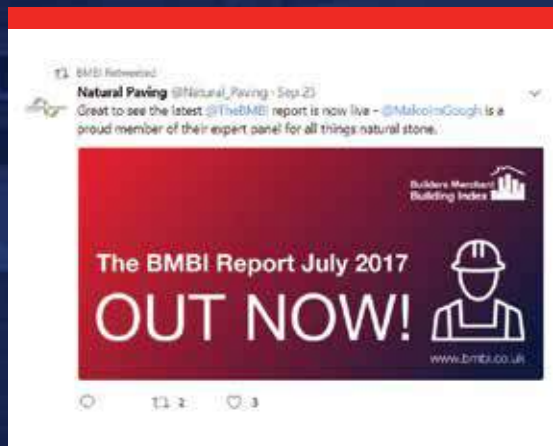 BMBI Retweeted
Natural Paving @Natural_Paving · Sep 25
Great to see the latest @TheBMBI report is now live - @MalcolmGough is a
proud member of their expert panel for all things natural stone.
Builders Merchant
Building Index
The BMBI Report July 2017
OUT NOW!
www.bmbi.co.uk
2
3